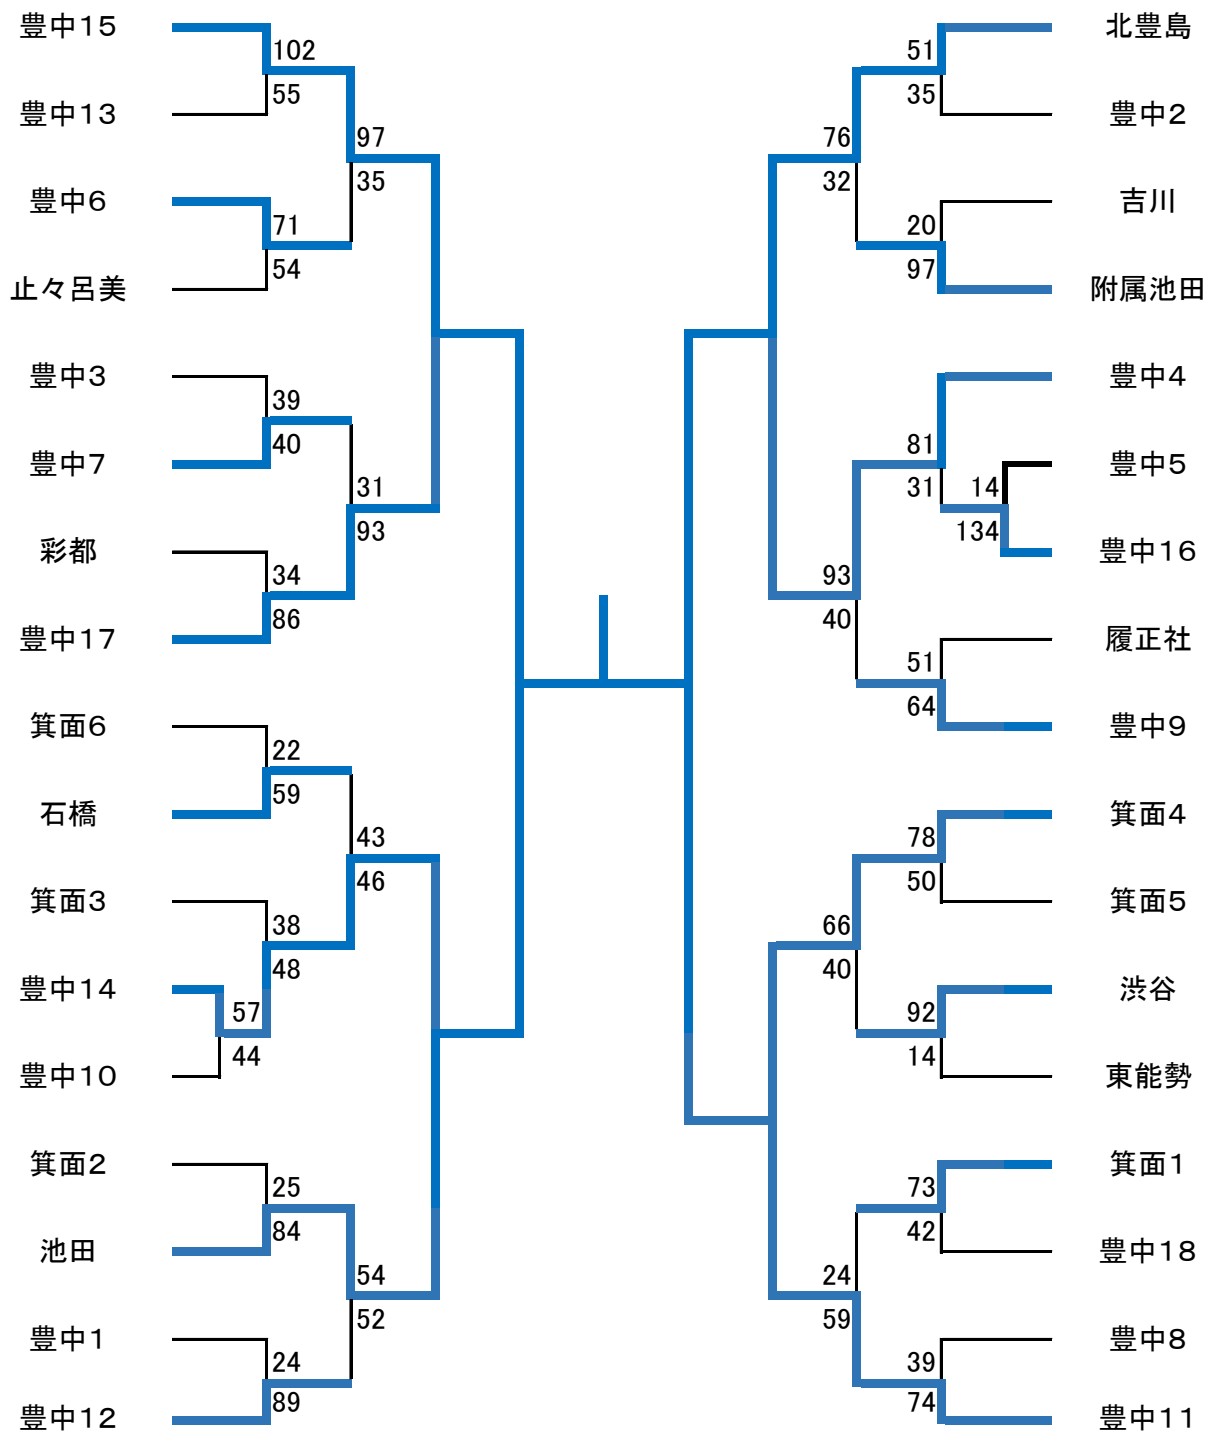 豊中15
102
55
豊中13
97
35
豊中6
71
54
止々呂美
豊中3
39
40
豊中7
31
93
彩都
34
86
豊中17
箕面6
22
59
石橋
43
46
箕面3
38
48
豊中14
57
44
豊中10
箕面2
25
84
池田
54
52
豊中1
24
89
豊中12
北豊島
51
35
豊中2
76
32
吉川
20
97
附属池田
豊中4
81
31
豊中5
14
134
豊中16
93
40
履正社
51
64
豊中9
箕面4
78
50
箕面5
66
40
渋谷
92
14
東能勢
箕面1
73
42
豊中18
24
59
豊中8
39
74
豊中11